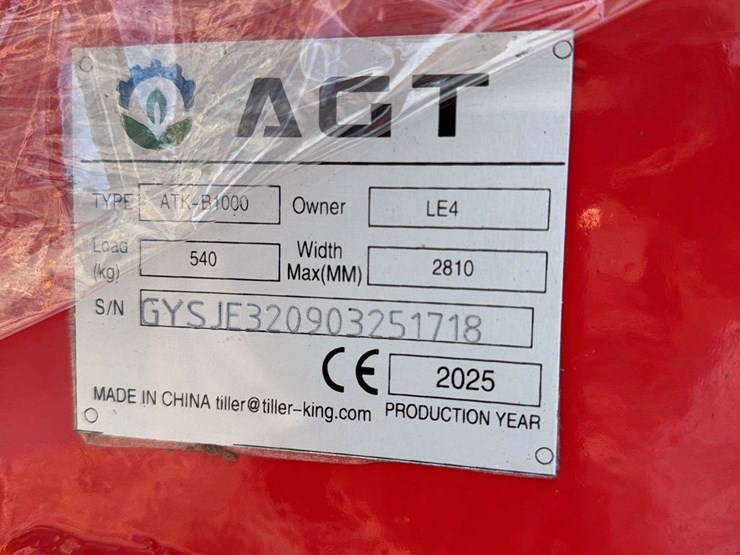 AGT
TYPE ATK-B1000 Owner LE4
Load (kg) 540 Width Max(MM) 2810
S/N GYSJE320903251718
CE 2025
MADE IN CHINA tiller@tiller-king.com PRODUCTION YEAR